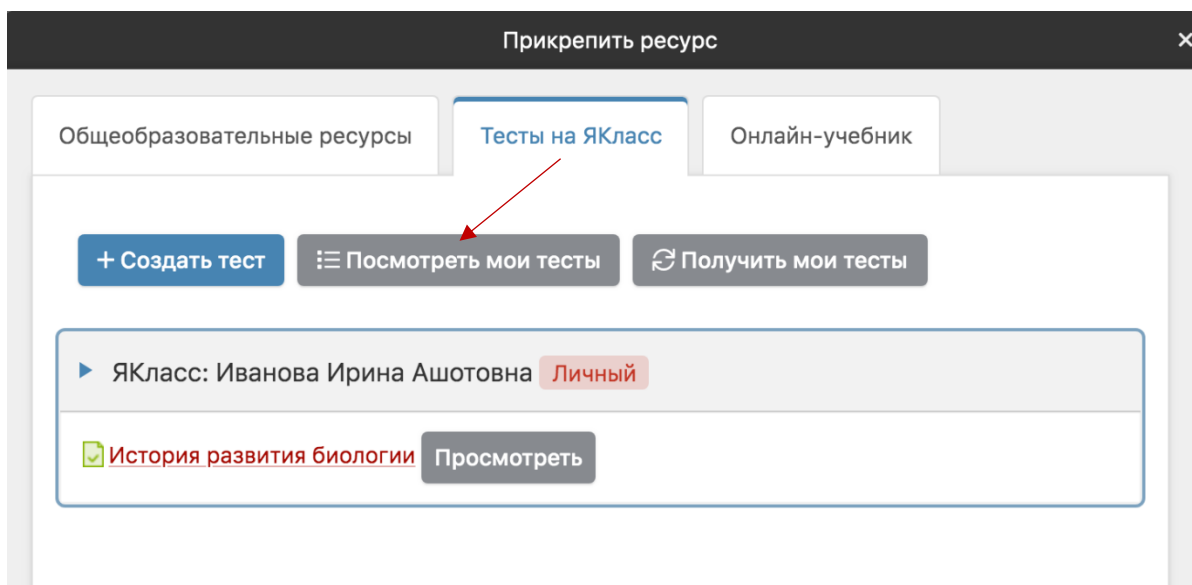 Прикрепить ресурс
Общеобразовательные ресурсы Тесты на ЯКласс Онлайн-учебник
+ Создать тест Посмотреть мои тесты Получить мои тесты
ЯКласс: Иванова Ирина Ашотовна Личный
История развития биологии Просмотреть